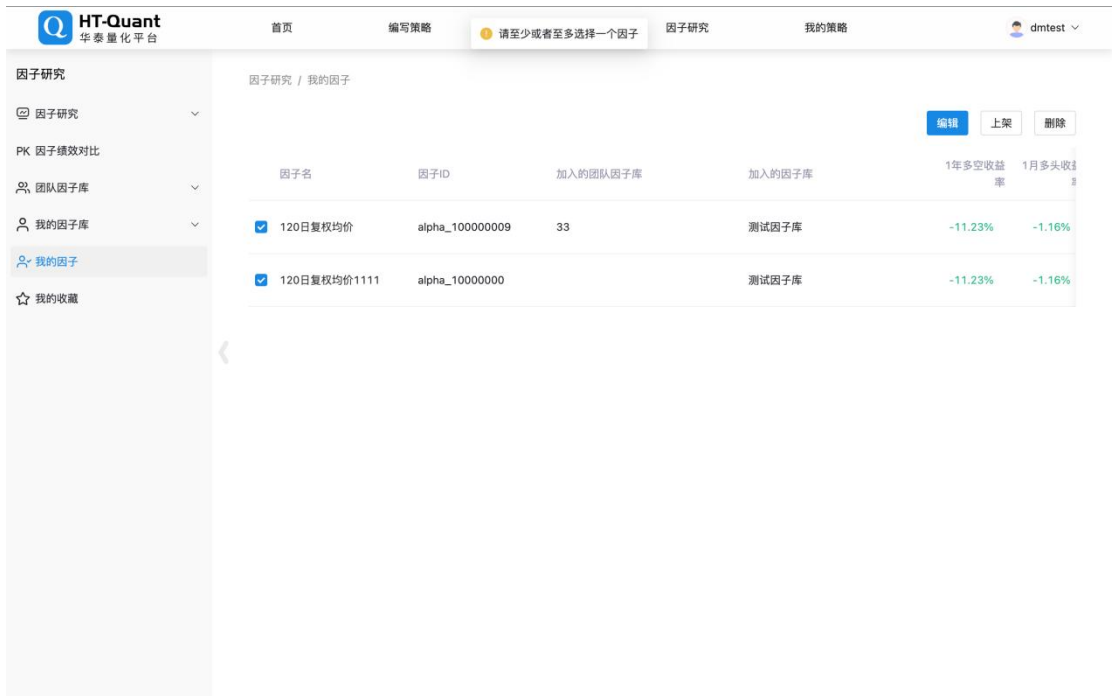 HT-Quant
华泰量化平台
首页
编写策略
请至少或者至多选择一个因子
因子研究
我的策略
dmtest
因子研究
因子研究
PK 因子绩效对比
团队因子库
我的因子库
我的因子
我的收藏
因子研究 / 我的因子
编辑 上架 删除
因子名 因子ID 加入的团队因子库 加入的因子库 1年多空收益率 1月多头收益
120日复权均价 alpha_100000009 33 测试因子库 -11.23% -1.16%
120日复权均价1111 alpha_10000000 测试因子库 -11.23% -1.16%